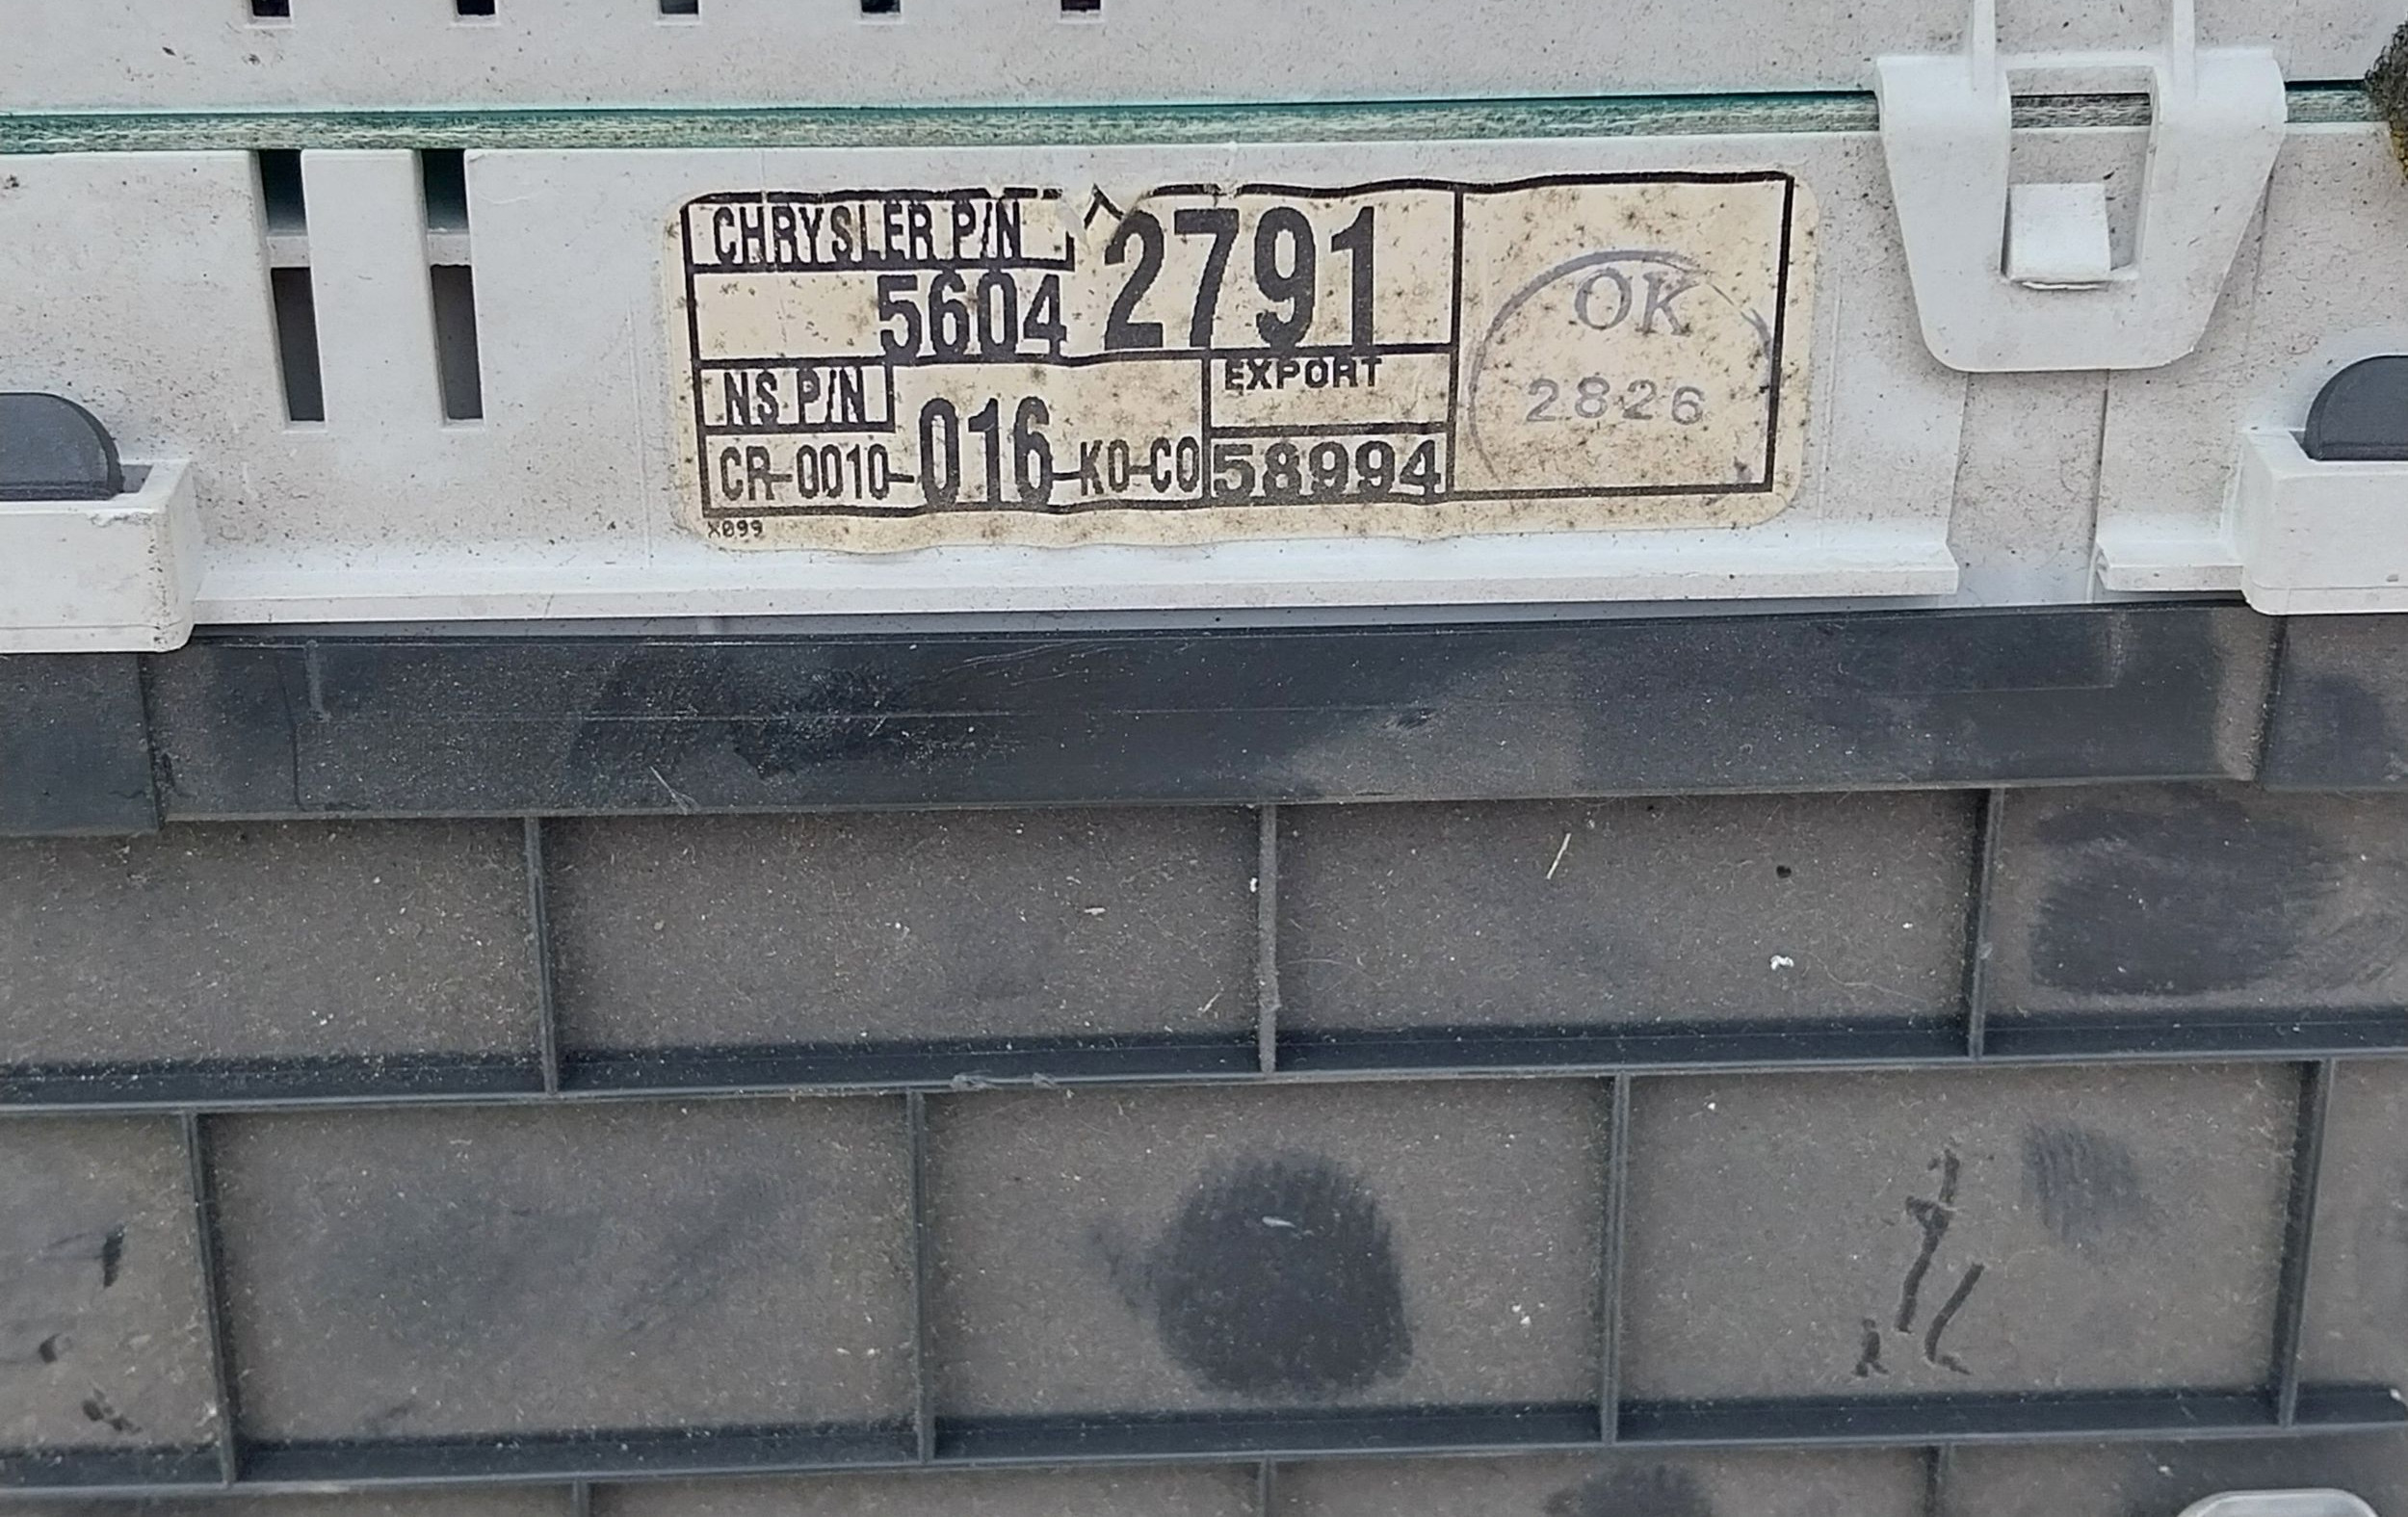 CHRYSLER P/N
56042791
NS P/N
CR-0010-016-K0-C0
EXPORT
58994
X099
OK
2826